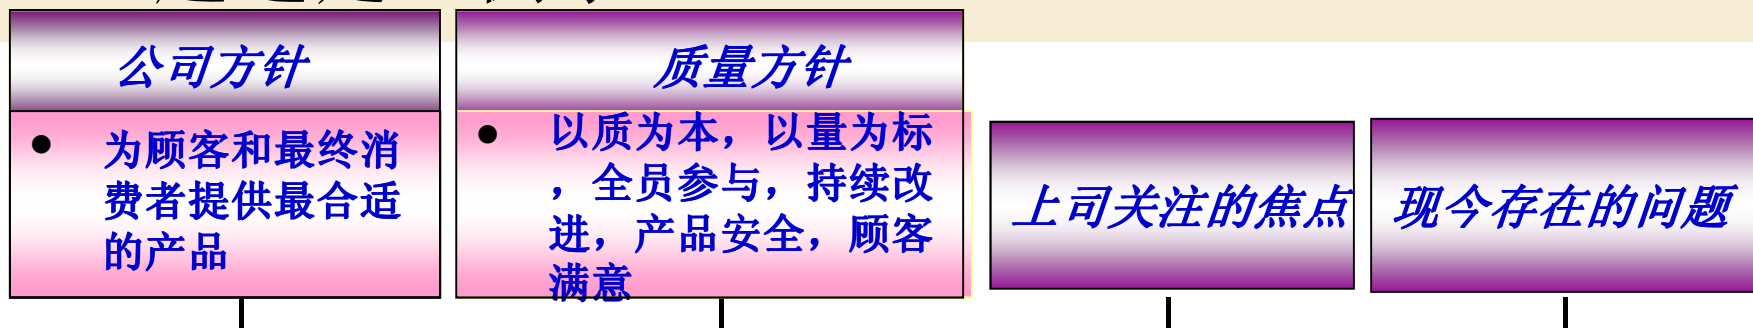 公司方针
为顾客和最终消
费者提供最合适
的产品
质量方针
以质为本，以量为标
，全员参与，持续改
进，产品安全，顾客
满意
上司关注的焦点
现今存在的问题